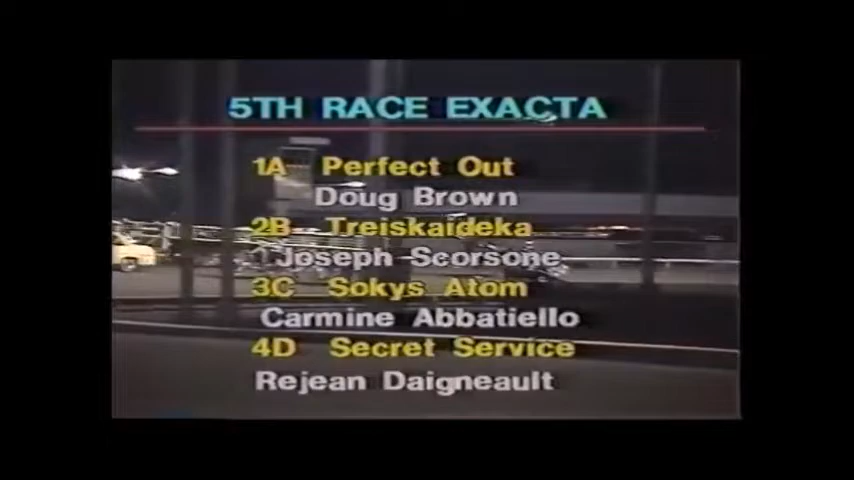 5TH RACE EXACTA
1A Perfect Out
Doug Brown
2B Treiskaideka
Joseph Scorsone
3C Sokys Atom
Carmine Abbatiello
4D Secret Service
Rejean Daigneault